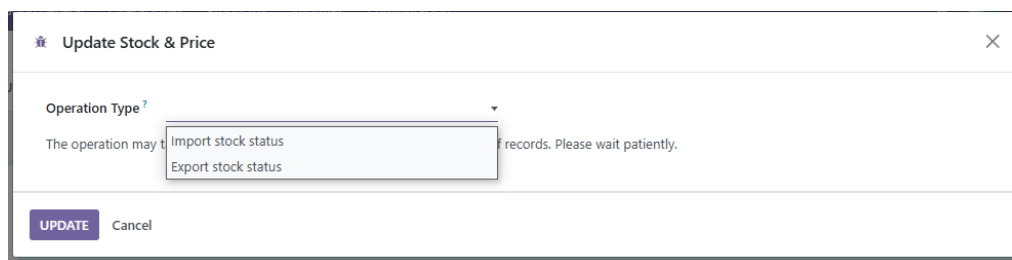 Update Stock & Price
Operation Type ?
Import stock status
Export stock status
The operation may t
f records. Please wait patiently.
UPDATE
Cancel